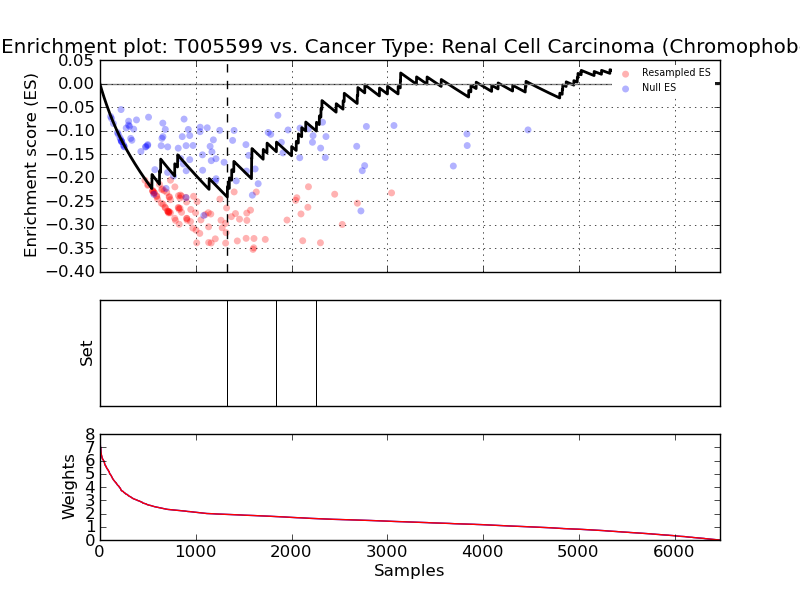 Enrichment plot: T005599 vs. Cancer Type: Renal Cell Carcinoma (Chromophob
Enrichment score (ES)
0.05
0.00
−0.05
−0.10
−0.15
−0.20
−0.25
−0.30
−0.35
−0.40
Resampled ES
Null ES
Set
Weights
8
7
6
5
4
3
2
1
0
0 1000 2000 3000 4000 5000 6000
Samples